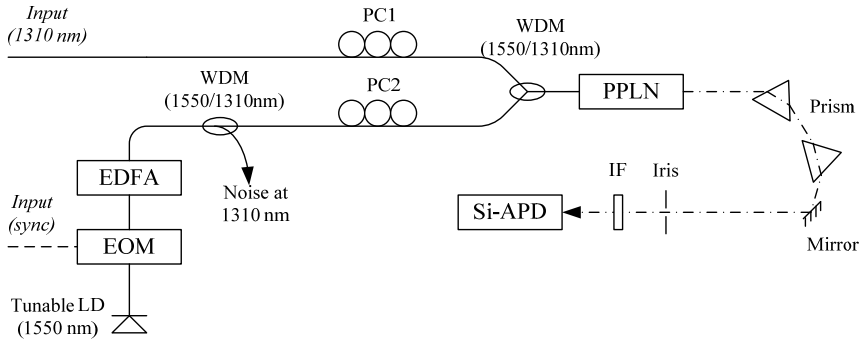 Input
(1310 nm)
PC1
WDM
(1550/1310nm)
WDM
(1550/1310nm)
PC2
PPLN
Prism
EDFA
Noise at
1310 nm
IF
Iris
Input
(sync)
Si-APD
EOM
Mirror
Tunable LD
(1550 nm)